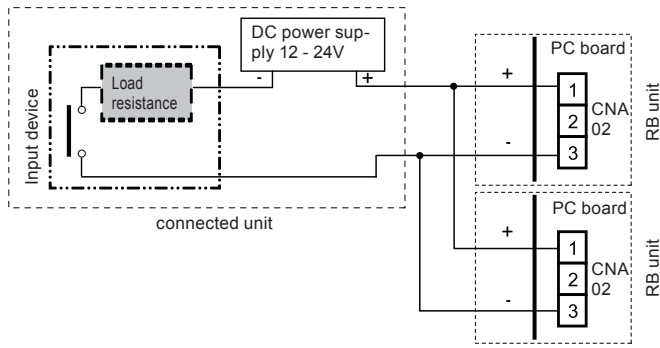 DC power sup-
ply 12 - 24V
- +
Load
resistance
Input device
connected unit
PC board
+
1
2
3
CNA
02
-
RB unit
PC board
+
1
2
3
CNA
02
-
RB unit